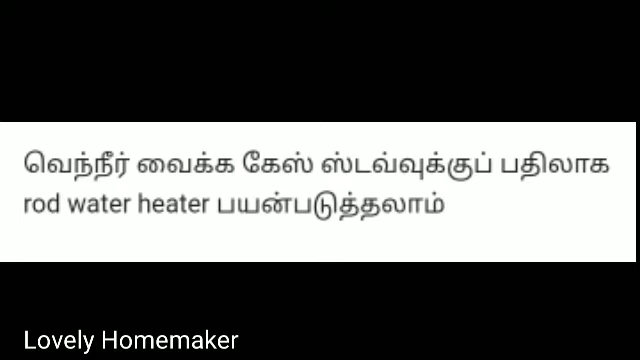 வெந்நீர் வைக்க கேஸ் ஸ்டவ்வுக்குப் பதிலாக
rod water heater பயன்படுத்தலாம்
Lovely Homemaker